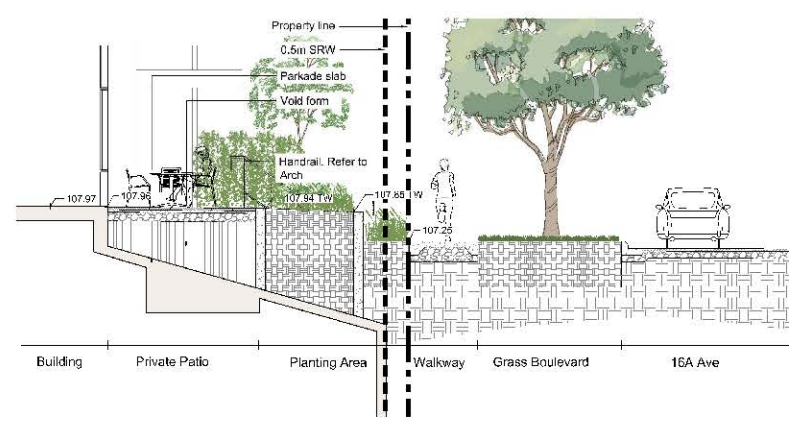 Property line
0.5m SRW
Parkade slab
Void form
Handrail. Refer to
Arch
107.97
107.96
107.94 TW
107.85 TW
107.25
Building
Private Patio
Planting Area
Walkway
Grass Boulevard
16A Ave